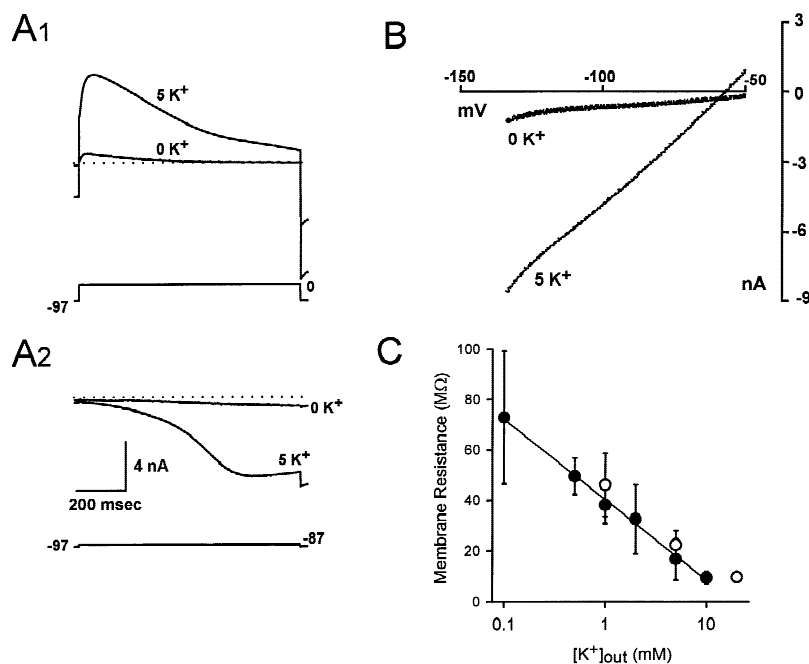 A1
5 K+
0 K+
-97
0
A2
0 K+
5 K+
4 nA
200 msec
-97
-87
B
-150
-100
-50
mV
3
0
-3
-6
-9
nA
0 K+
5 K+
C
Membrane Resistance (MΩ)
100
80
60
40
20
0
0.1
1
10
[K+]out (mM)